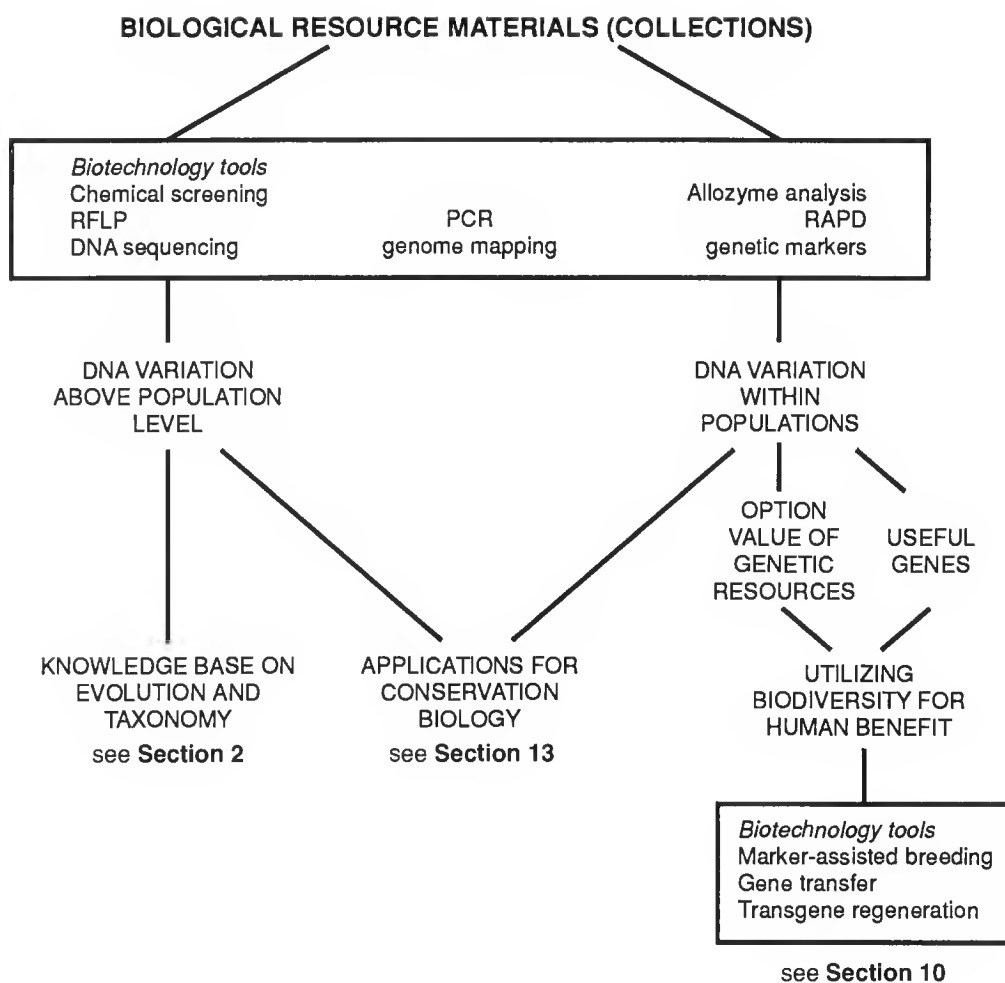 BIOLOGICAL RESOURCE MATERIALS (COLLECTIONS)
Biotechnology tools
Chemical screening
RFLP
DNA sequencing
PCR
genome mapping
Allozyme analysis
RAPD
genetic markers
DNA VARIATION
ABOVE POPULATION
LEVEL
DNA VARIATION
WITHIN
POPULATIONS
OPTION
VALUE OF
GENETIC
RESOURCES
USEFUL
GENES
KNOWLEDGE BASE ON
EVOLUTION AND
TAXONOMY
see Section 2
APPLICATIONS FOR
CONSERVATION
BIOLOGY
see Section 13
UTILIZING
BIODIVERSITY FOR
HUMAN BENEFIT
Biotechnology tools
Marker-assisted breeding
Gene transfer
Transgene regeneration
see Section 10